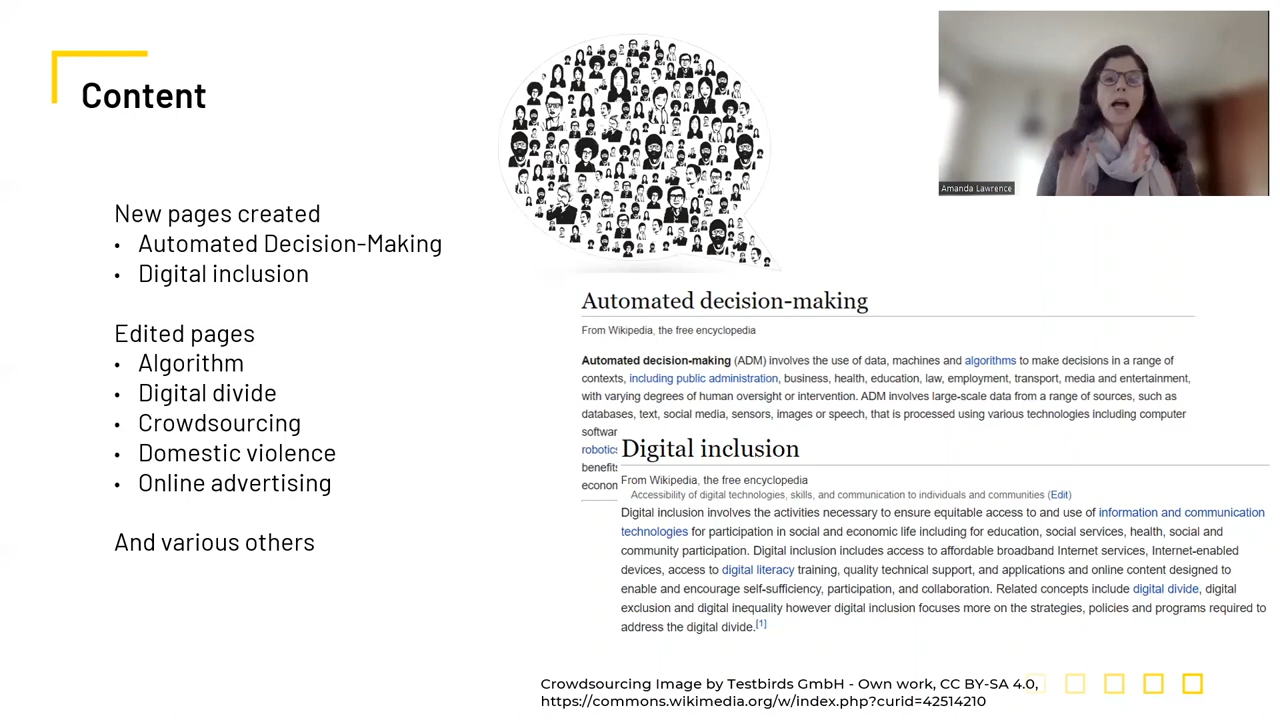 Content
New pages created
• Automated Decision-Making
• Digital inclusion
Edited pages
• Algorithm
• Digital divide
• Crowdsourcing
• Domestic violence
• Online advertising
And various others
Amanda Lawrence
Automated decision-making
From Wikipedia, the free encyclopedia
Automated decision-making (ADM) involves the use of data, machines and algorithms to make decisions in a range of
contexts, including public administration, business, health, education, law, employment, transport, media and entertainment,
with varying degrees of human oversight or intervention. ADM involves large-scale data from a range of sources, such as
databases, text, social media, sensors, images or speech, that is processed using various technologies including computer
softwar
robotics
benefits
econon
Digital inclusion
From Wikipedia, the free encyclopedia
Accessibility of digital technologies, skills, and communication to individuals and communities (Edit)
Digital inclusion involves the activities necessary to ensure equitable access to and use of information and communication
technologies for participation in social and economic life including for education, social services, health, social and
community participation. Digital inclusion includes access to affordable broadband Internet services, Internet-enabled
devices, access to digital literacy training, quality technical support, and applications and online content designed to
enable and encourage self-sufficiency, participation, and collaboration. Related concepts include digital divide, digital
exclusion and digital inequality however digital inclusion focuses more on the strategies, policies and programs required to
address the digital divide.[1]
Crowdsourcing Image by Testbirds GmbH - Own work, CC BY-SA 4.0,
https://commons.wikimedia.org/w/index.php?curid=42514210